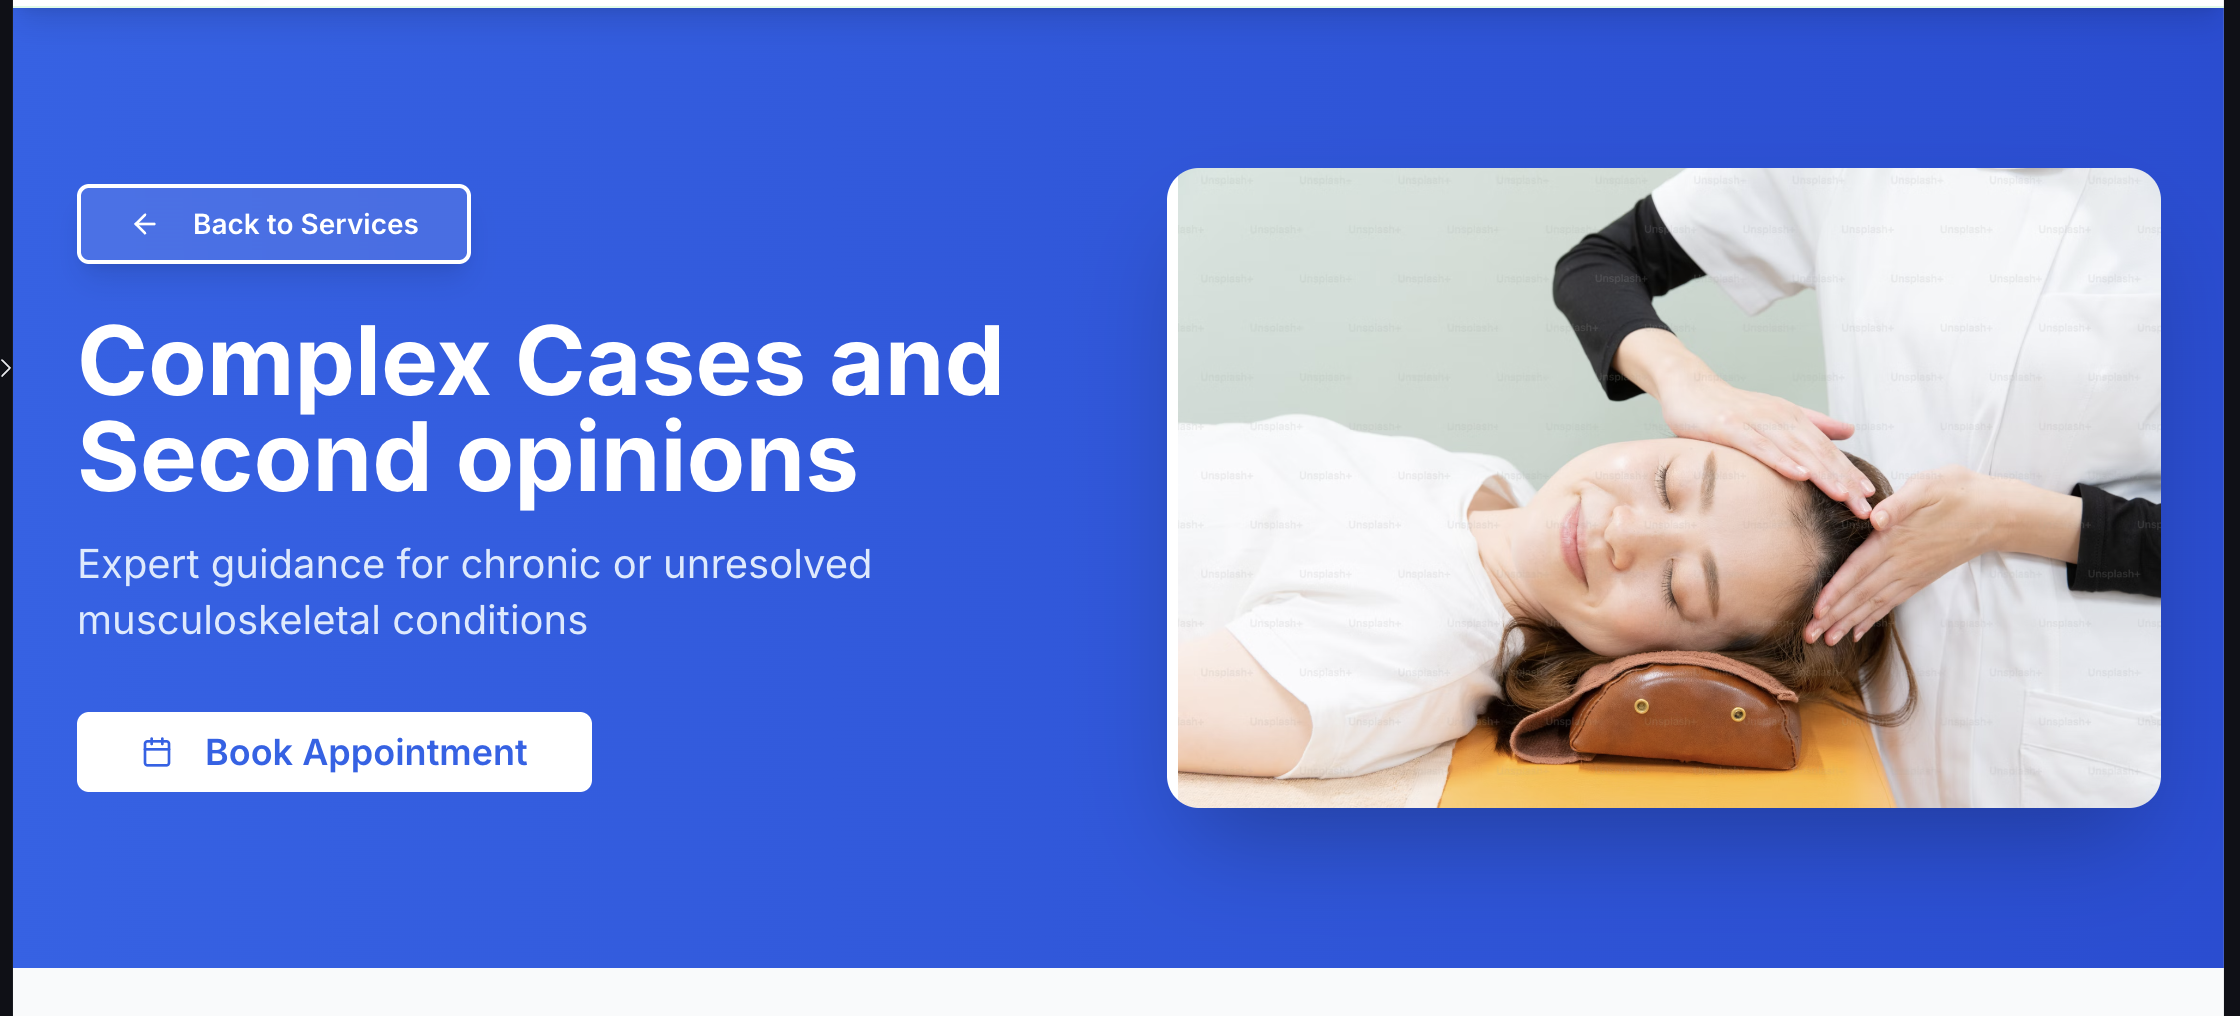 Back to Services
Complex Cases and
Second opinions
Expert guidance for chronic or unresolved
musculoskeletal conditions
Book Appointment
Unsplash+